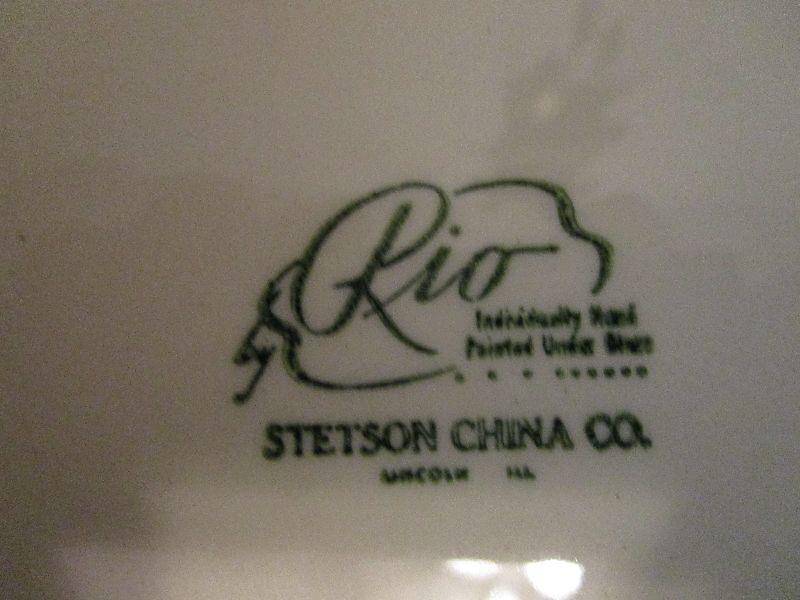 Rio
Individually Hand
Painted Under Glaze
STETSON CHINA CO.
LINCOLN ILL